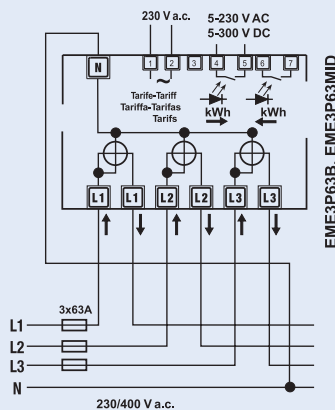 230 V a.c.
5-230 V AC
5-300 V DC
N
1
2
3
4
5
6
7
~
Tarife-Tariff
Tariffa-Tarifas
Tarifs
kWh
kWh
EME3P63B, EME3P63MID
L1
L1
L2
L2
L3
L3
3x63A
L1
L2
L3
N
230/400 V a.c.